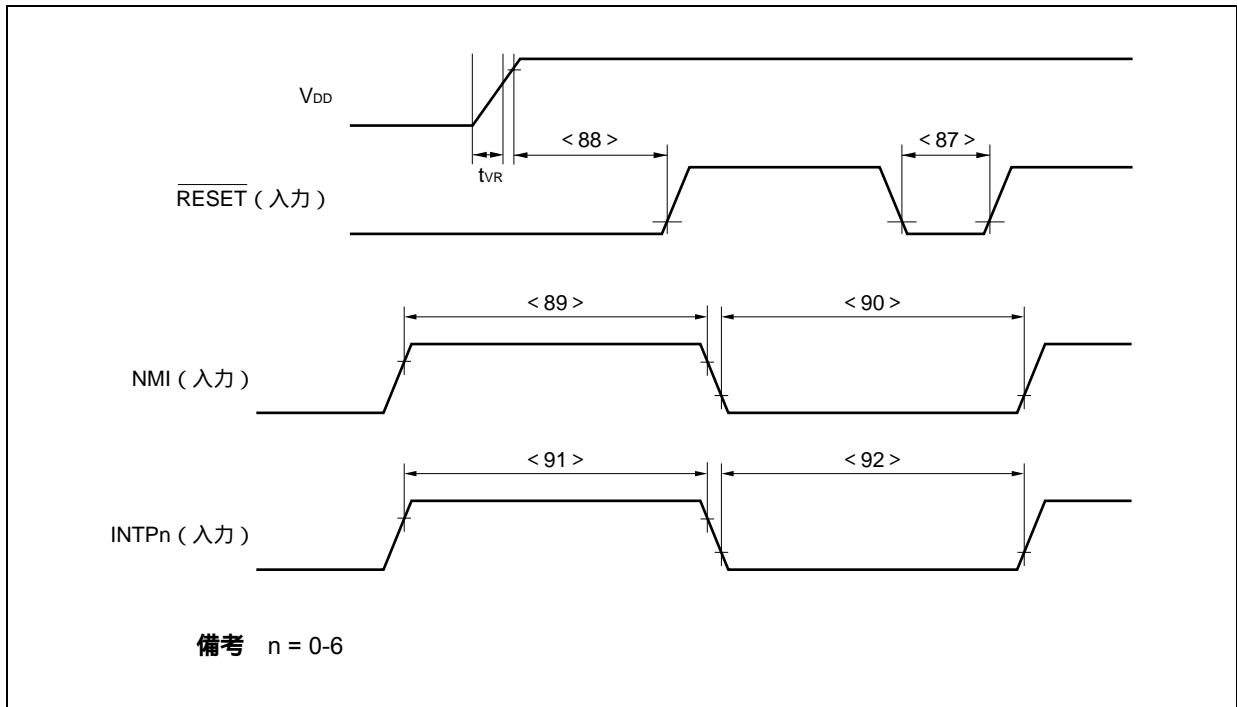 VDD
<88>
<87>
tVR
RESET(入力)
<89>
<90>
NMI(入力)
<91>
<92>
INTPn(入力)
備考 n = 0-6